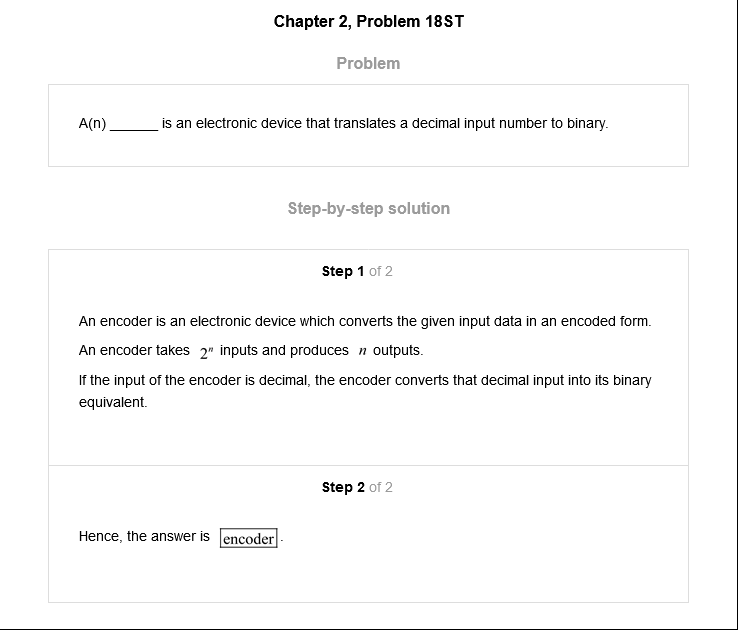 Chapter 2, Problem 18ST
Problem
A(n) ______ is an electronic device that translates a decimal input number to binary.
Step-by-step solution
Step 1 of 2
An encoder is an electronic device which converts the given input data in an encoded form.
An encoder takes 2ⁿ inputs and produces n outputs.
If the input of the encoder is decimal, the encoder converts that decimal input into its binary
equivalent.
Step 2 of 2
Hence, the answer is encoder.